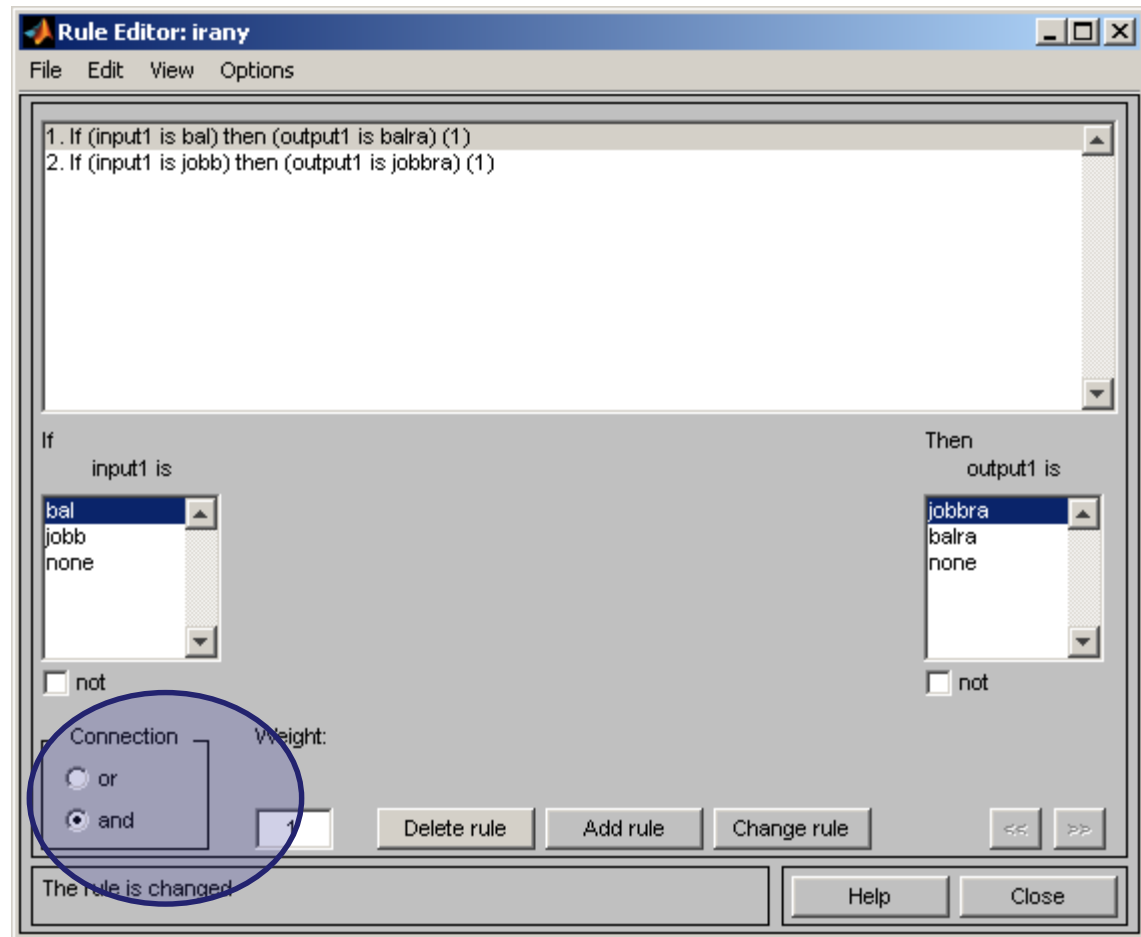 Rule Editor: irany
File Edit View Options
1. If (input1 is bal) then (output1 is balra) (1)
2. If (input1 is jobb) then (output1 is jobbra) (1)
If
input1 is
Then
output1 is
bal
jobb
none
jobbra
balra
none
not
not
Connection
or
and
Weight:
1
Delete rule
Add rule
Change rule
<<
>>
The rule is changed
Help
Close